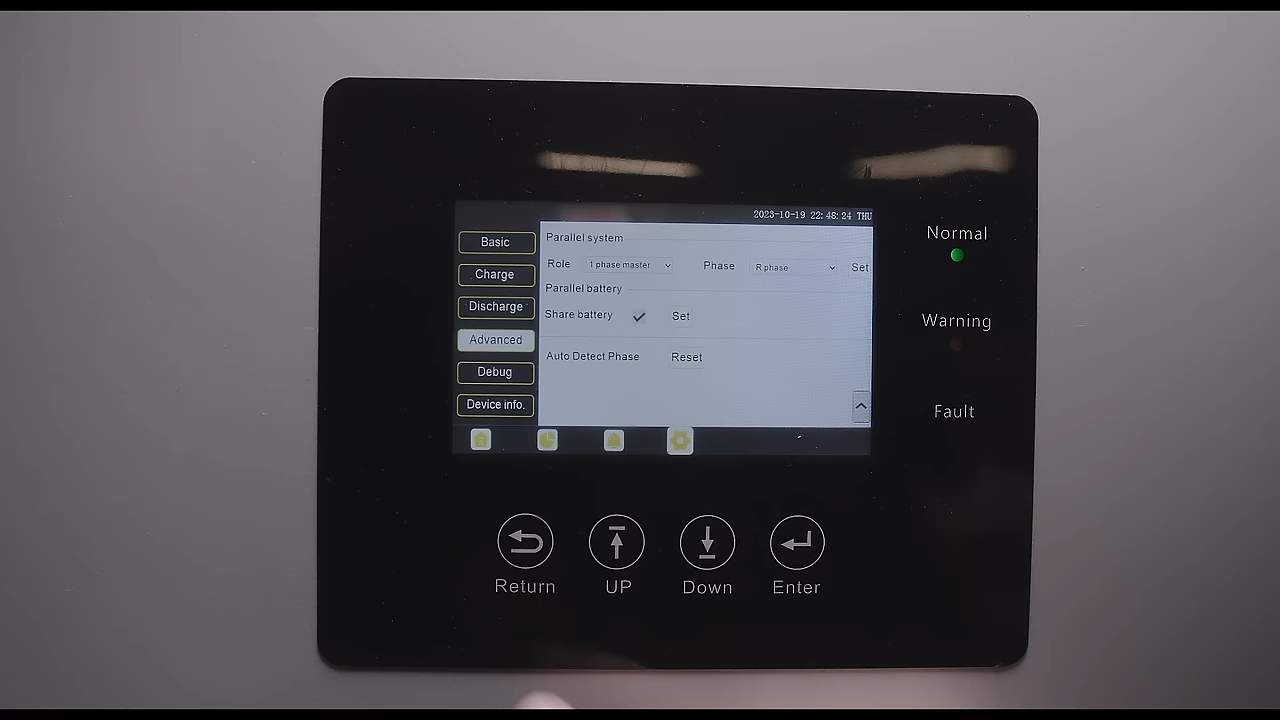 2023-10-19 22:48:24 THU
Basic
Charge
Discharge
Advanced
Debug
Device info.
Parallel system
Role 1 phase master Phase R phase Set
Parallel battery
Share battery Set
Auto Detect Phase Reset
Normal
Warning
Fault
Return UP Down Enter